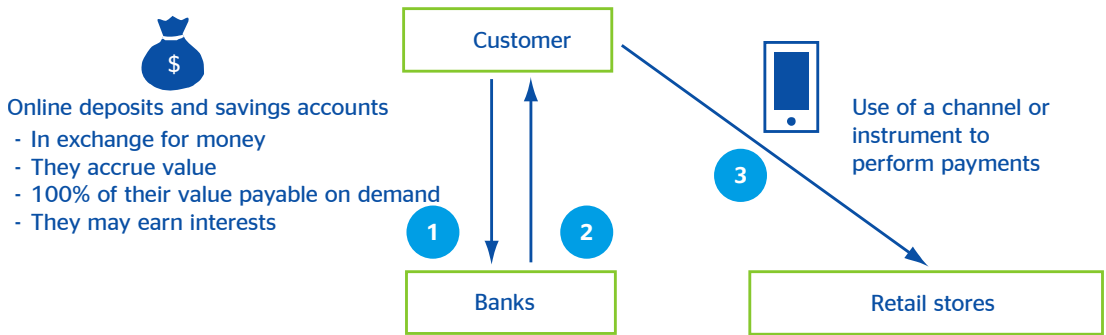 Customer
$
Online deposits and savings accounts
- In exchange for money
- They accrue value
- 100% of their value payable on demand
- They may earn interests
Use of a channel or
instrument to
perform payments
1
2
3
Banks
Retail stores